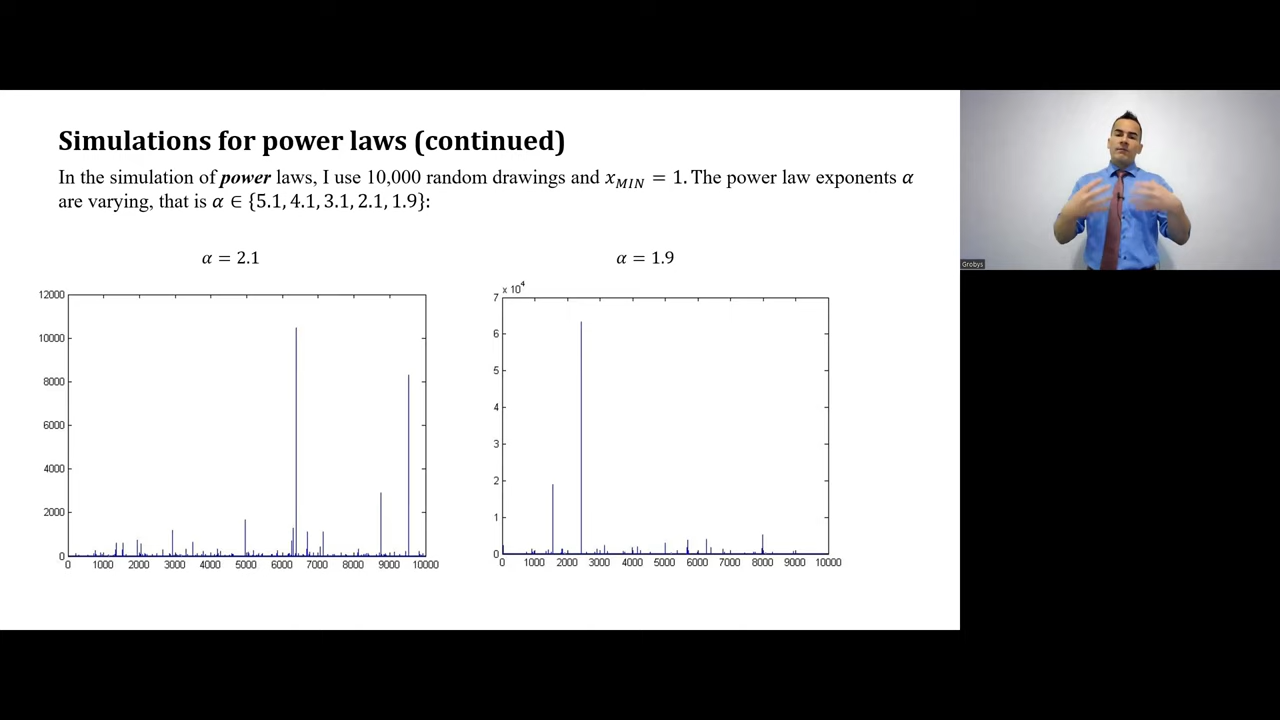 Simulations for power laws (continued)
In the simulation of power laws, I use 10,000 random drawings and 𝑥𝑀𝐼𝑁 = 1. The power law exponents 𝛼
are varying, that is 𝛼 ∈ {5.1, 4.1, 3.1, 2.1, 1.9}:
𝛼 = 2.1
𝛼 = 1.9
12000
10000
8000
6000
4000
2000
0
0 1000 2000 3000 4000 5000 6000 7000 8000 9000 10000
x 10⁴
7
6
5
4
3
2
1
0
0 1000 2000 3000 4000 5000 6000 7000 8000 9000 10000
Grobys